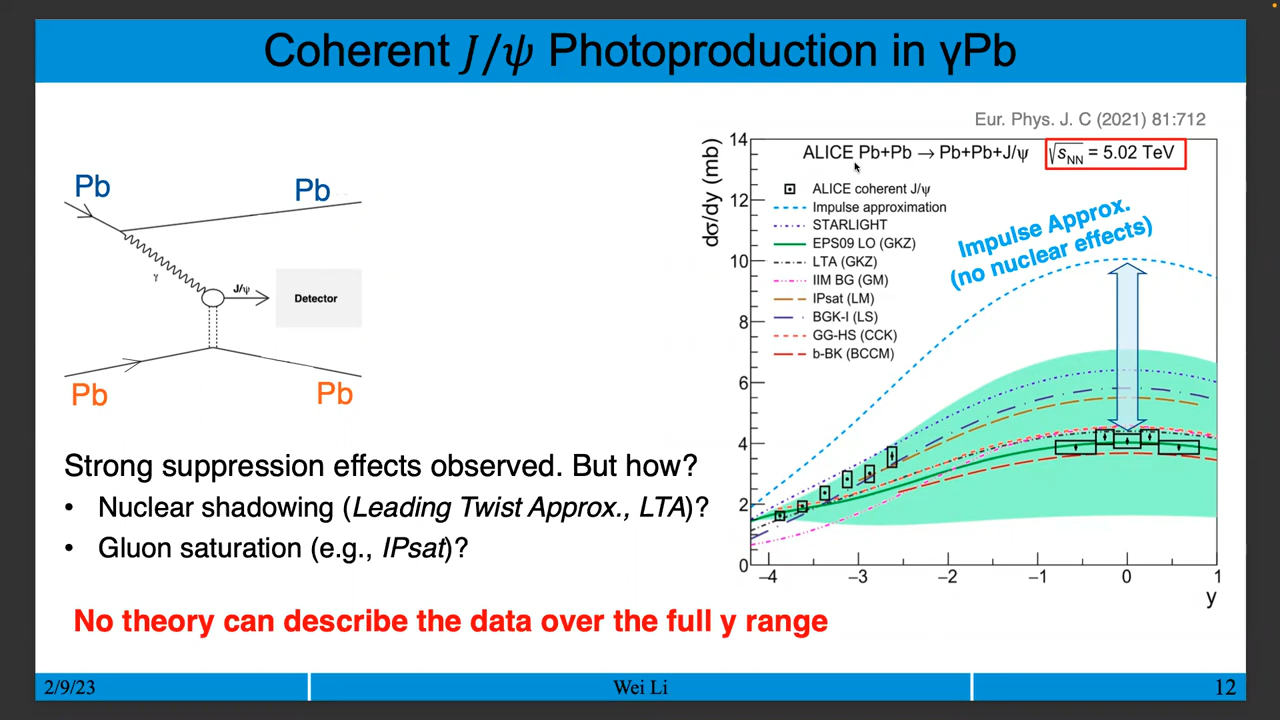 Coherent J/ψ Photoproduction in γPb
Eur. Phys. J. C (2021) 81:712
Pb
Pb
γ
J/ψ
Detector
Pb
Pb
dσ/dy (mb)
14
12
10
8
6
4
2
0
ALICE Pb+Pb → Pb+Pb+J/ψ
√sNN = 5.02 TeV
ALICE coherent J/ψ
Impulse approximation
STARLIGHT
EPS09 LO (GKZ)
LTA (GKZ)
IIM BG (GM)
IPsat (LM)
BGK-I (LS)
GG-HS (CCK)
b-BK (BCCM)
Impulse Approx.
(no nuclear effects)
−4 −3 −2 −1 0 1
y
Strong suppression effects observed. But how?
• Nuclear shadowing (Leading Twist Approx., LTA)?
• Gluon saturation (e.g., IPsat)?
No theory can describe the data over the full y range
2/9/23
Wei Li
12